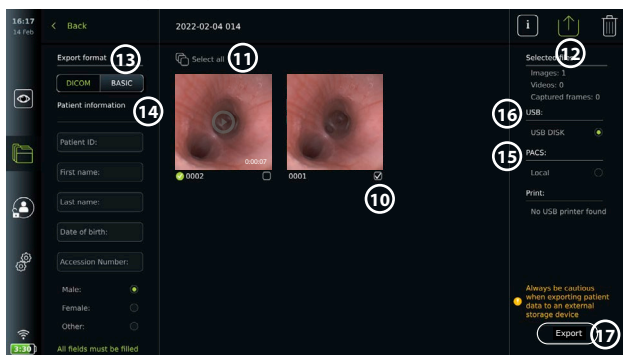 16:17
14 Feb
Back
2022-02-04 014
i
Export format
13
DICOM
BASIC
Patient information
14
Patient ID:
First name:
Last name:
Date of birth:
Accession Number:
Male:
Female:
Other:
All fields must be filled
3:30
Select all
11
0:00:07
0002
0001
10
12
Selected files:
Images: 1
Videos: 0
Captured frames: 0
16
USB:
USB DISK
15
PACS:
Local
Print:
No USB printer found
Always be cautious
when exporting patient
data to an external
storage device
Export
17